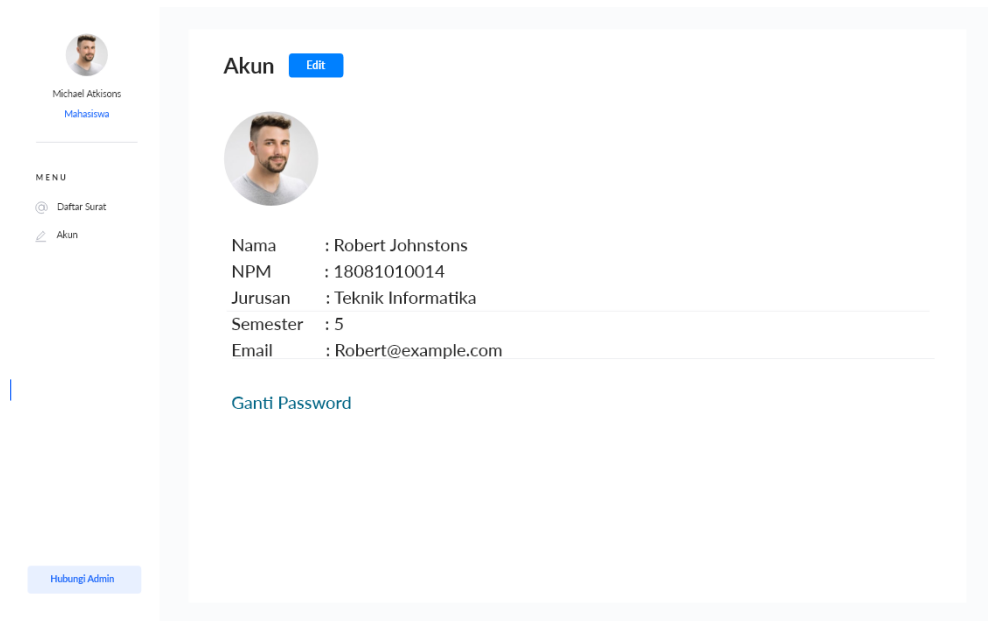 Michael Atkisons
Mahasiswa
MENU
Daftar Surat
Akun
Hubungi Admin
Akun Edit
Nama : Robert Johnstons
NPM : 18081010014
Jurusan : Teknik Informatika
Semester : 5
Email : Robert@example.com
Ganti Password